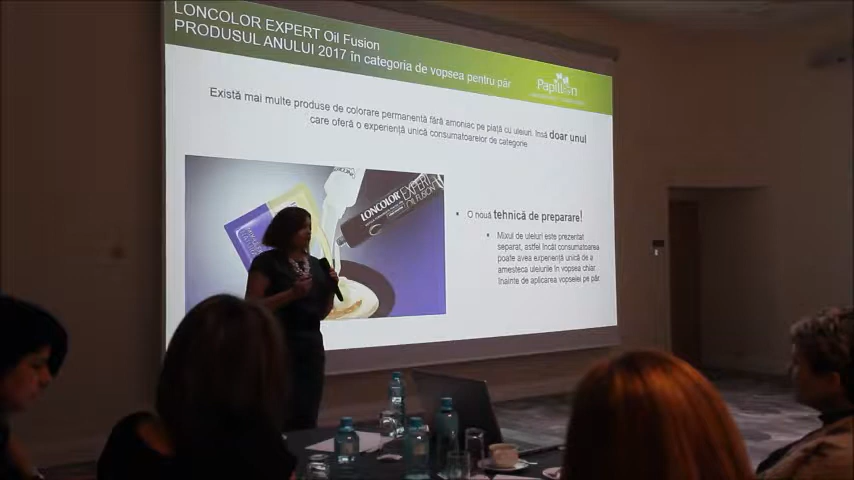 LONCOLOR EXPERT Oil Fusion
PRODUSUL ANULUI 2017 în categoria de vopsea pentru păr
Papillon
Există mai multe produse de colorare permanentă fără amoniac pe piață cu uleiuri, însă doar unul
care oferă o experiență unică consumatoarelor de categorie.
LONCOLOR EXPERT
OIL FUSION
• O nouă tehnică de preparare!
• Mixul de uleiuri este prezentat
separat, astfel încât consumatoarea
poate avea experiența unică de a
amesteca uleiurile în vopsea chiar
înainte de aplicarea vopselei pe păr.